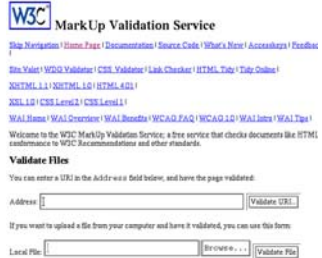 W3C MarkUp Validation Service
Skip Navigation | Home Page | Documentation | Source Code | What's New | Accesskeys | Feedbac
|
Site Valet | WDG Validator | CSS Validator | Link Checker | HTML Tidy | Tidy Online |
XHTML 1.1 | XHTML 1.0 | HTML 4.01 |
XSL 1.0 | CSS Level 2 | CSS Level 1 |
WAI Home | WAI Overview | WAI Benefits | WCAG FAQ | WCAG 1.0 | WAI Intro | WAI Tips |
Welcome to the W3C MarkUp Validation Service; a free service that checks documents like HTML
conformance to W3C Recommendations and other standards.
Validate Files
You can enter a URI in the Address field below, and have the page validated:
Address: Validate URI...
If you want to upload a file from your computer and have it validated, you can use this form:
Local File: Browse... Validate File